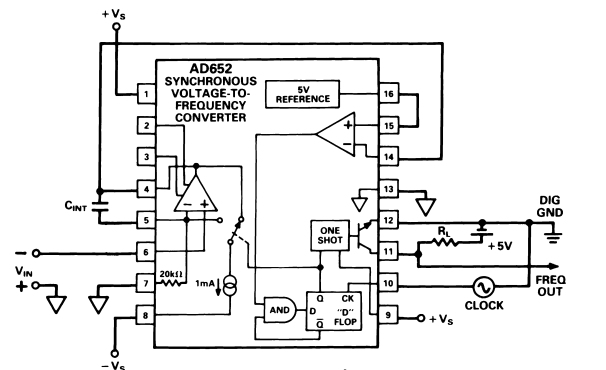 +VS
AD652
SYNCHRONOUS
VOLTAGE-TO-
FREQUENCY
CONVERTER
5V
REFERENCE
1
2
3
4
5
6
7
8
16
15
14
13
12
11
10
9
CINT
−
VIN
+
−VS
20kΩ
1mA
− +
+
−
ONE
SHOT
AND
Q CK
D "D"
Q̅ FLOP
DIG
GND
RL
+5V
FREQ
OUT
CLOCK
+VS